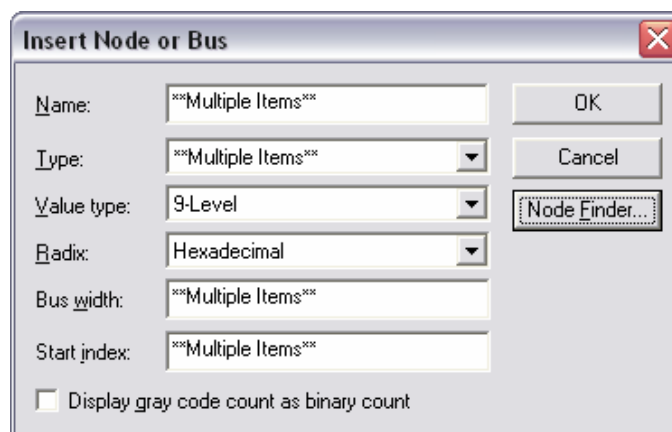 Insert Node or Bus
Name: **Multiple Items** OK
Type: **Multiple Items** Cancel
Value type: 9-Level Node Finder...
Radix: Hexadecimal
Bus width: **Multiple Items**
Start index: **Multiple Items**
Display gray code count as binary count